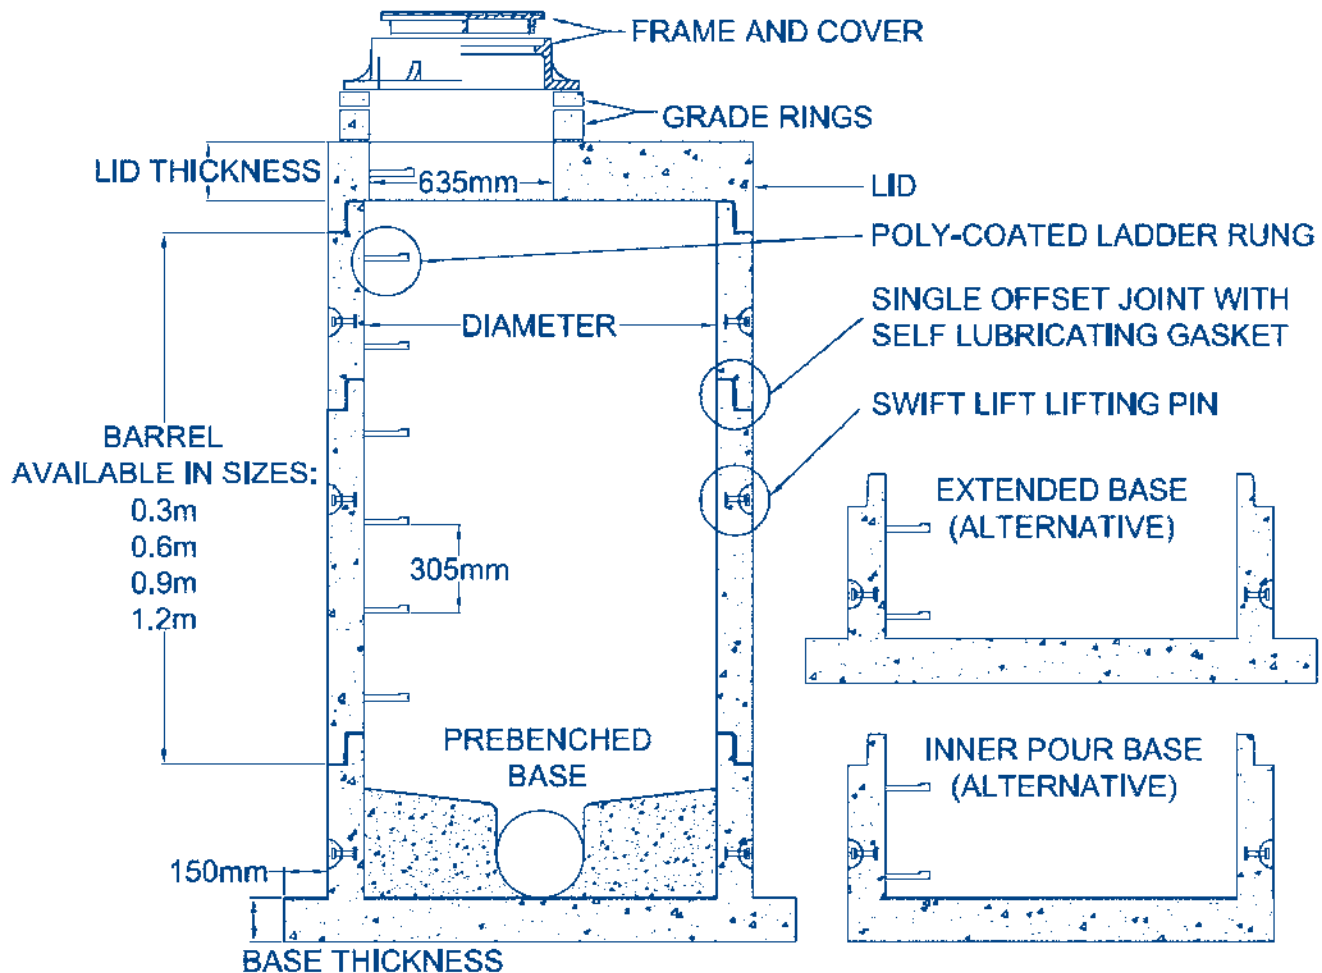 FRAME AND COVER
GRADE RINGS
LID THICKNESS
635mm
LID
POLY-COATED LADDER RUNG
SINGLE OFFSET JOINT WITH
SELF LUBRICATING GASKET
DIAMETER
SWIFT LIFT LIFTING PIN
BARREL
AVAILABLE IN SIZES:
0.3m
0.6m
0.9m
1.2m
305mm
EXTENDED BASE
(ALTERNATIVE)
PREBENCHED
BASE
INNER POUR BASE
(ALTERNATIVE)
150mm
BASE THICKNESS